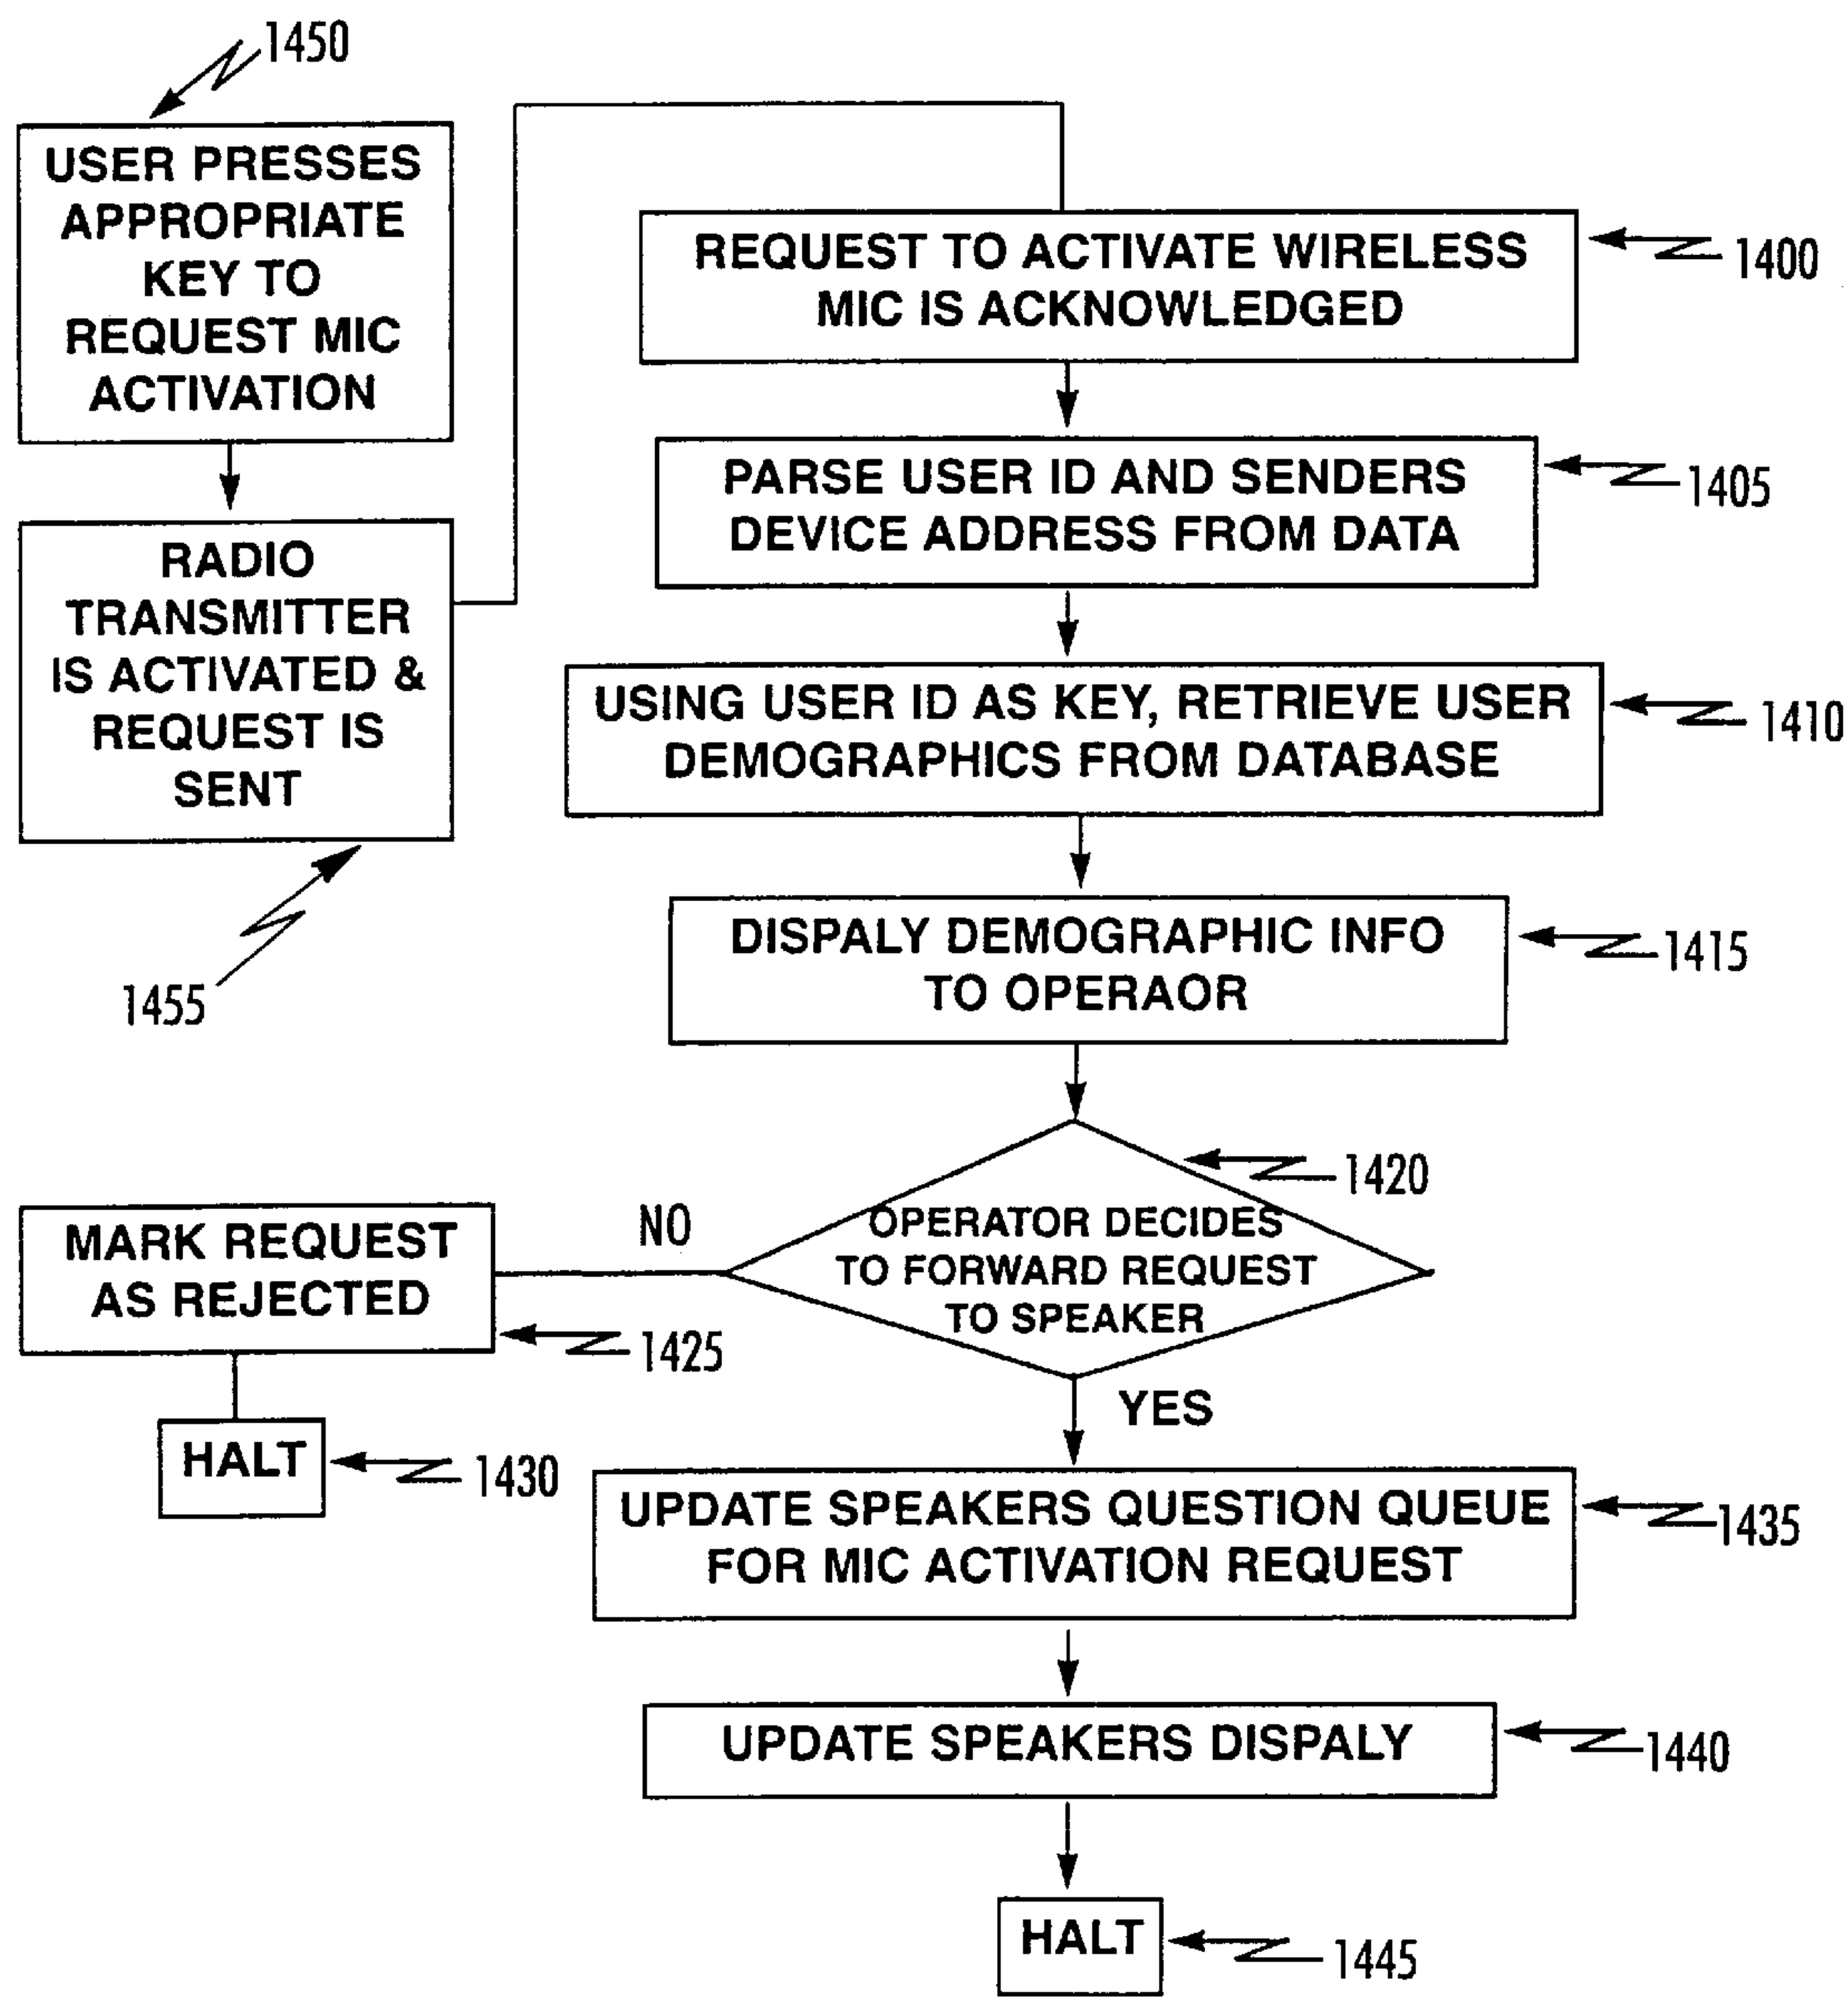 1450
USER PRESSES
APPROPRIATE
KEY TO
REQUEST MIC
ACTIVATION
RADIO
TRANSMITTER
IS ACTIVATED &
REQUEST IS
SENT
1455
REQUEST TO ACTIVATE WIRELESS
MIC IS ACKNOWLEDGED
1400
PARSE USER ID AND SENDERS
DEVICE ADDRESS FROM DATA
1405
USING USER ID AS KEY, RETRIEVE USER
DEMOGRAPHICS FROM DATABASE
1410
DISPALY DEMOGRAPHIC INFO
TO OPERAOR
1415
1420
OPERATOR DECIDES
TO FORWARD REQUEST
TO SPEAKER
NO
MARK REQUEST
AS REJECTED
1425
HALT
1430
YES
UPDATE SPEAKERS QUESTION QUEUE
FOR MIC ACTIVATION REQUEST
1435
UPDATE SPEAKERS DISPALY
1440
HALT
1445